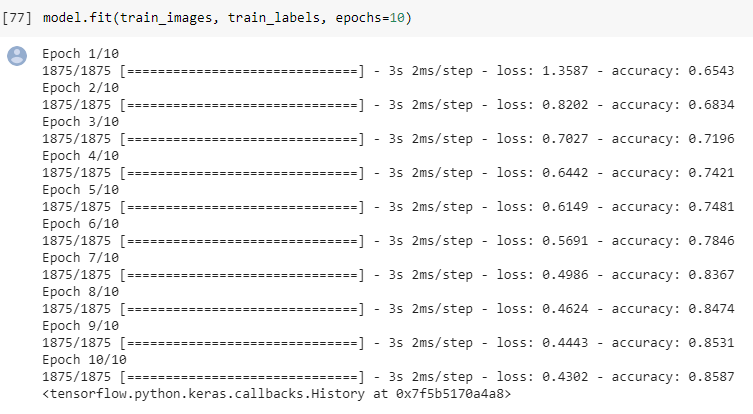 [77] model.fit(train_images, train_labels, epochs=10)
Epoch 1/10
1875/1875 [==============================] - 3s 2ms/step - loss: 1.3587 - accuracy: 0.6543
Epoch 2/10
1875/1875 [==============================] - 3s 2ms/step - loss: 0.8202 - accuracy: 0.6834
Epoch 3/10
1875/1875 [==============================] - 3s 2ms/step - loss: 0.7027 - accuracy: 0.7196
Epoch 4/10
1875/1875 [==============================] - 3s 2ms/step - loss: 0.6442 - accuracy: 0.7421
Epoch 5/10
1875/1875 [==============================] - 3s 2ms/step - loss: 0.6149 - accuracy: 0.7481
Epoch 6/10
1875/1875 [==============================] - 3s 2ms/step - loss: 0.5691 - accuracy: 0.7846
Epoch 7/10
1875/1875 [==============================] - 3s 2ms/step - loss: 0.4986 - accuracy: 0.8367
Epoch 8/10
1875/1875 [==============================] - 3s 2ms/step - loss: 0.4624 - accuracy: 0.8474
Epoch 9/10
1875/1875 [==============================] - 3s 2ms/step - loss: 0.4443 - accuracy: 0.8531
Epoch 10/10
1875/1875 [==============================] - 3s 2ms/step - loss: 0.4302 - accuracy: 0.8587
<tensorflow.python.keras.callbacks.History at 0x7f5b5170a4a8>